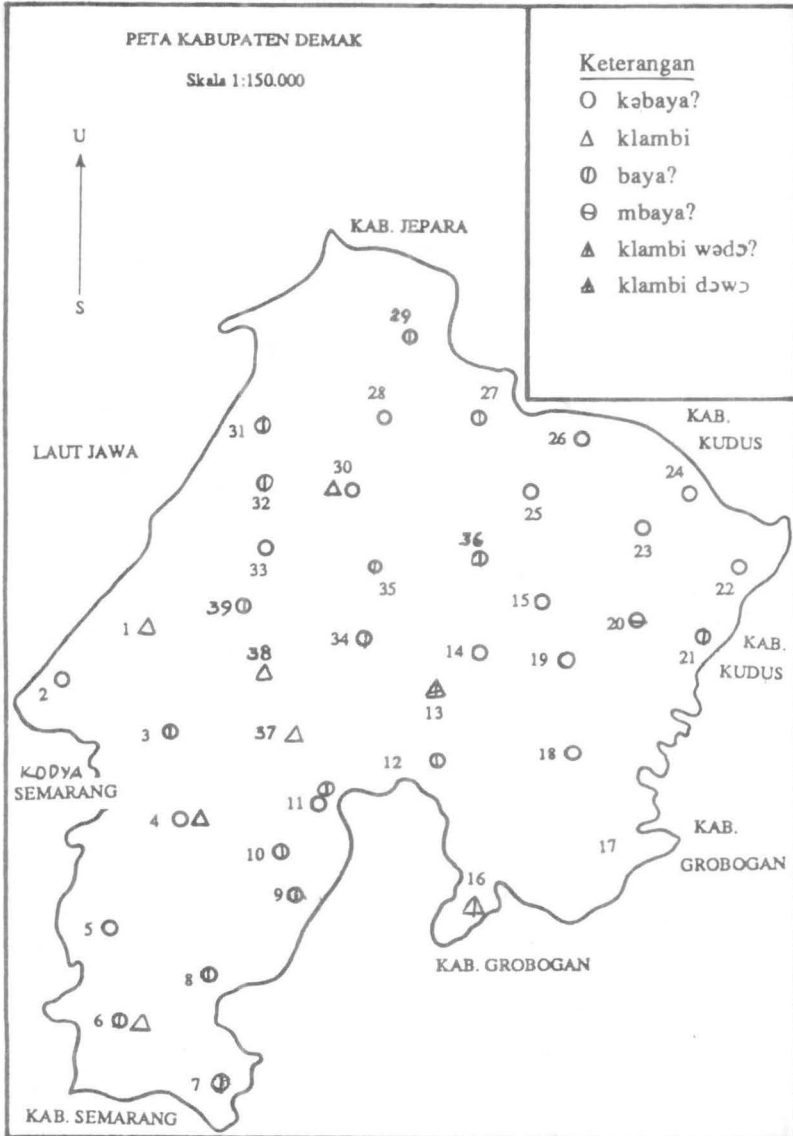 PETA KABUPATEN DEMAK
Skala 1:150.000
U
S
Keterangan
kəbaya?
klambi
baya?
mbaya?
klambi wədɔ?
klambi dɔwɔ
KAB. JEPARA
29
28
27
26
KAB.
KUDUS
31
LAUT JAWA
30
24
32
25
23
36
33
35
22
39
15
1
20
34
14
19
21
KAB.
KUDUS
38
2
13
3
37
12
18
KODYA
SEMARANG
11
4
17
KAB.
GROBOGAN
10
16
9
5
KAB. GROBOGAN
8
6
7
KAB. SEMARANG